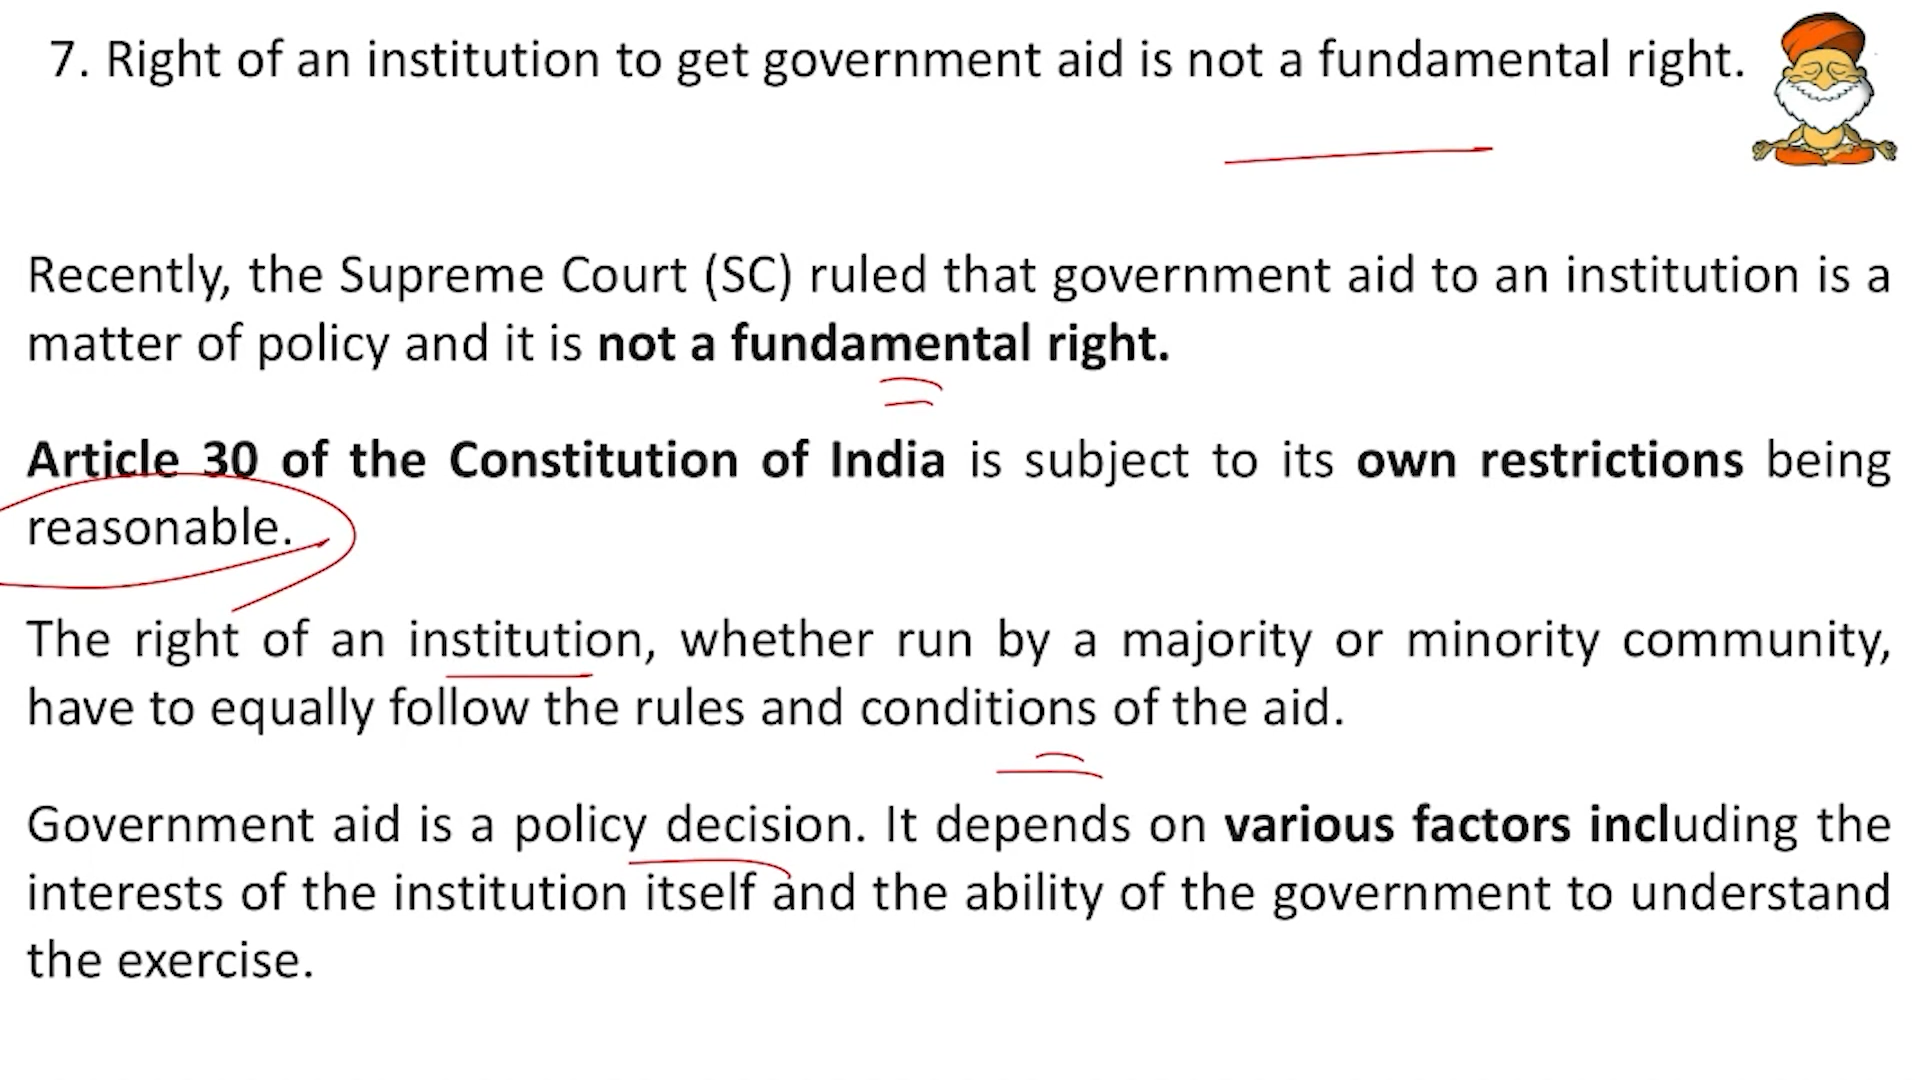 7. Right of an institution to get government aid is not a fundamental right.
Recently, the Supreme Court (SC) ruled that government aid to an institution is a
matter of policy and it is not a fundamental right.
Article 30 of the Constitution of India is subject to its own restrictions being
reasonable.
The right of an institution, whether run by a majority or minority community,
have to equally follow the rules and conditions of the aid.
Government aid is a policy decision. It depends on various factors including the
interests of the institution itself and the ability of the government to understand
the exercise.